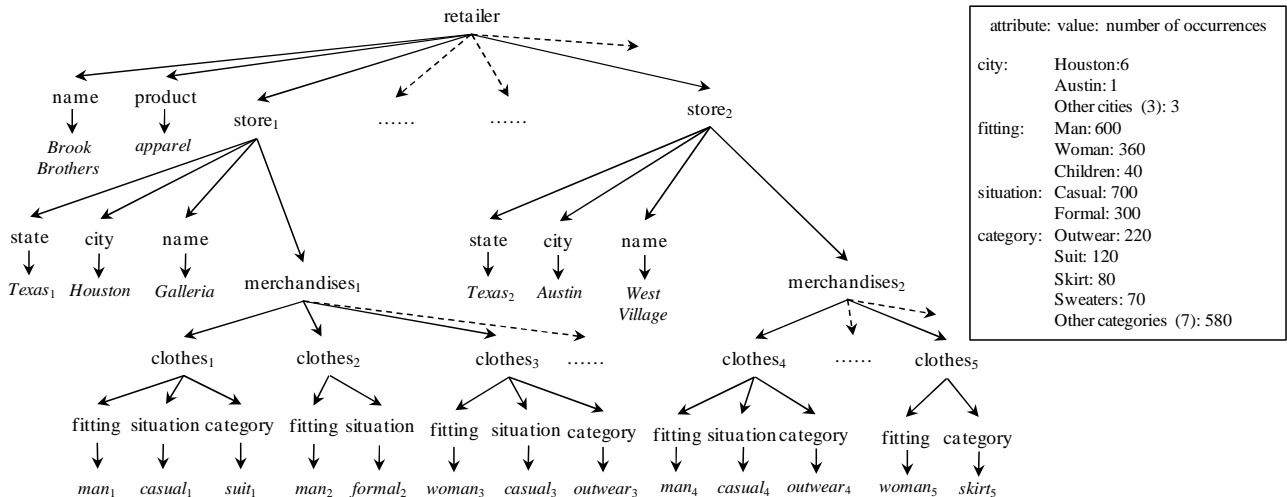 retailer
attribute: value: number of occurrences
city: Houston:6
Austin: 1
Other cities (3): 3
fitting: Man: 600
Woman: 360
Children: 40
situation: Casual: 700
Formal: 300
category: Outwear: 220
Suit: 120
Skirt: 80
Sweaters: 70
Other categories (7): 580
name product
store1 ...... ...... store2
Brook
Brothers
apparel
state city name state city name
Texas1 Houston Galleria merchandises1 Texas2 Austin West
Village
merchandises2
clothes1 clothes2 clothes3 ...... clothes4 ...... clothes5
fitting situation category fitting situation fitting situation category fitting situation category fitting category
man1 casual1 suit1 man2 formal2 woman3 casual3 outwear3 man4 casual4 outwear4 woman5 skirt5